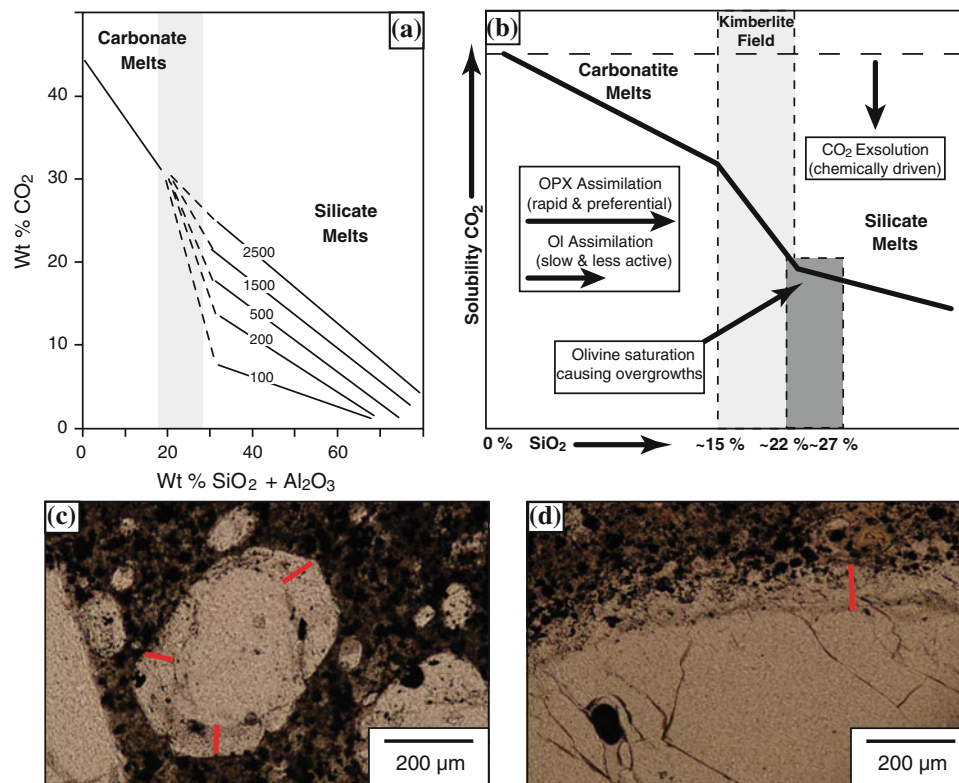 (a)
Carbonate
Melts
Silicate
Melts
2500
1500
500
200
100
40
30
20
10
0
0 20 40 60
Wt % CO₂
Wt % SiO₂ + Al₂O₃
(b)
Kimberlite
Field
Carbonatite
Melts
CO₂ Exsolution
(chemically driven)
OPX Assimilation
(rapid & preferential)
Ol Assimilation
(slow & less active)
Silicate
Melts
Olivine saturation
causing overgrowths
Solubility CO₂
0 % SiO₂ ~15 % ~22 % ~27 %
(c)
200 µm
(d)
200 µm